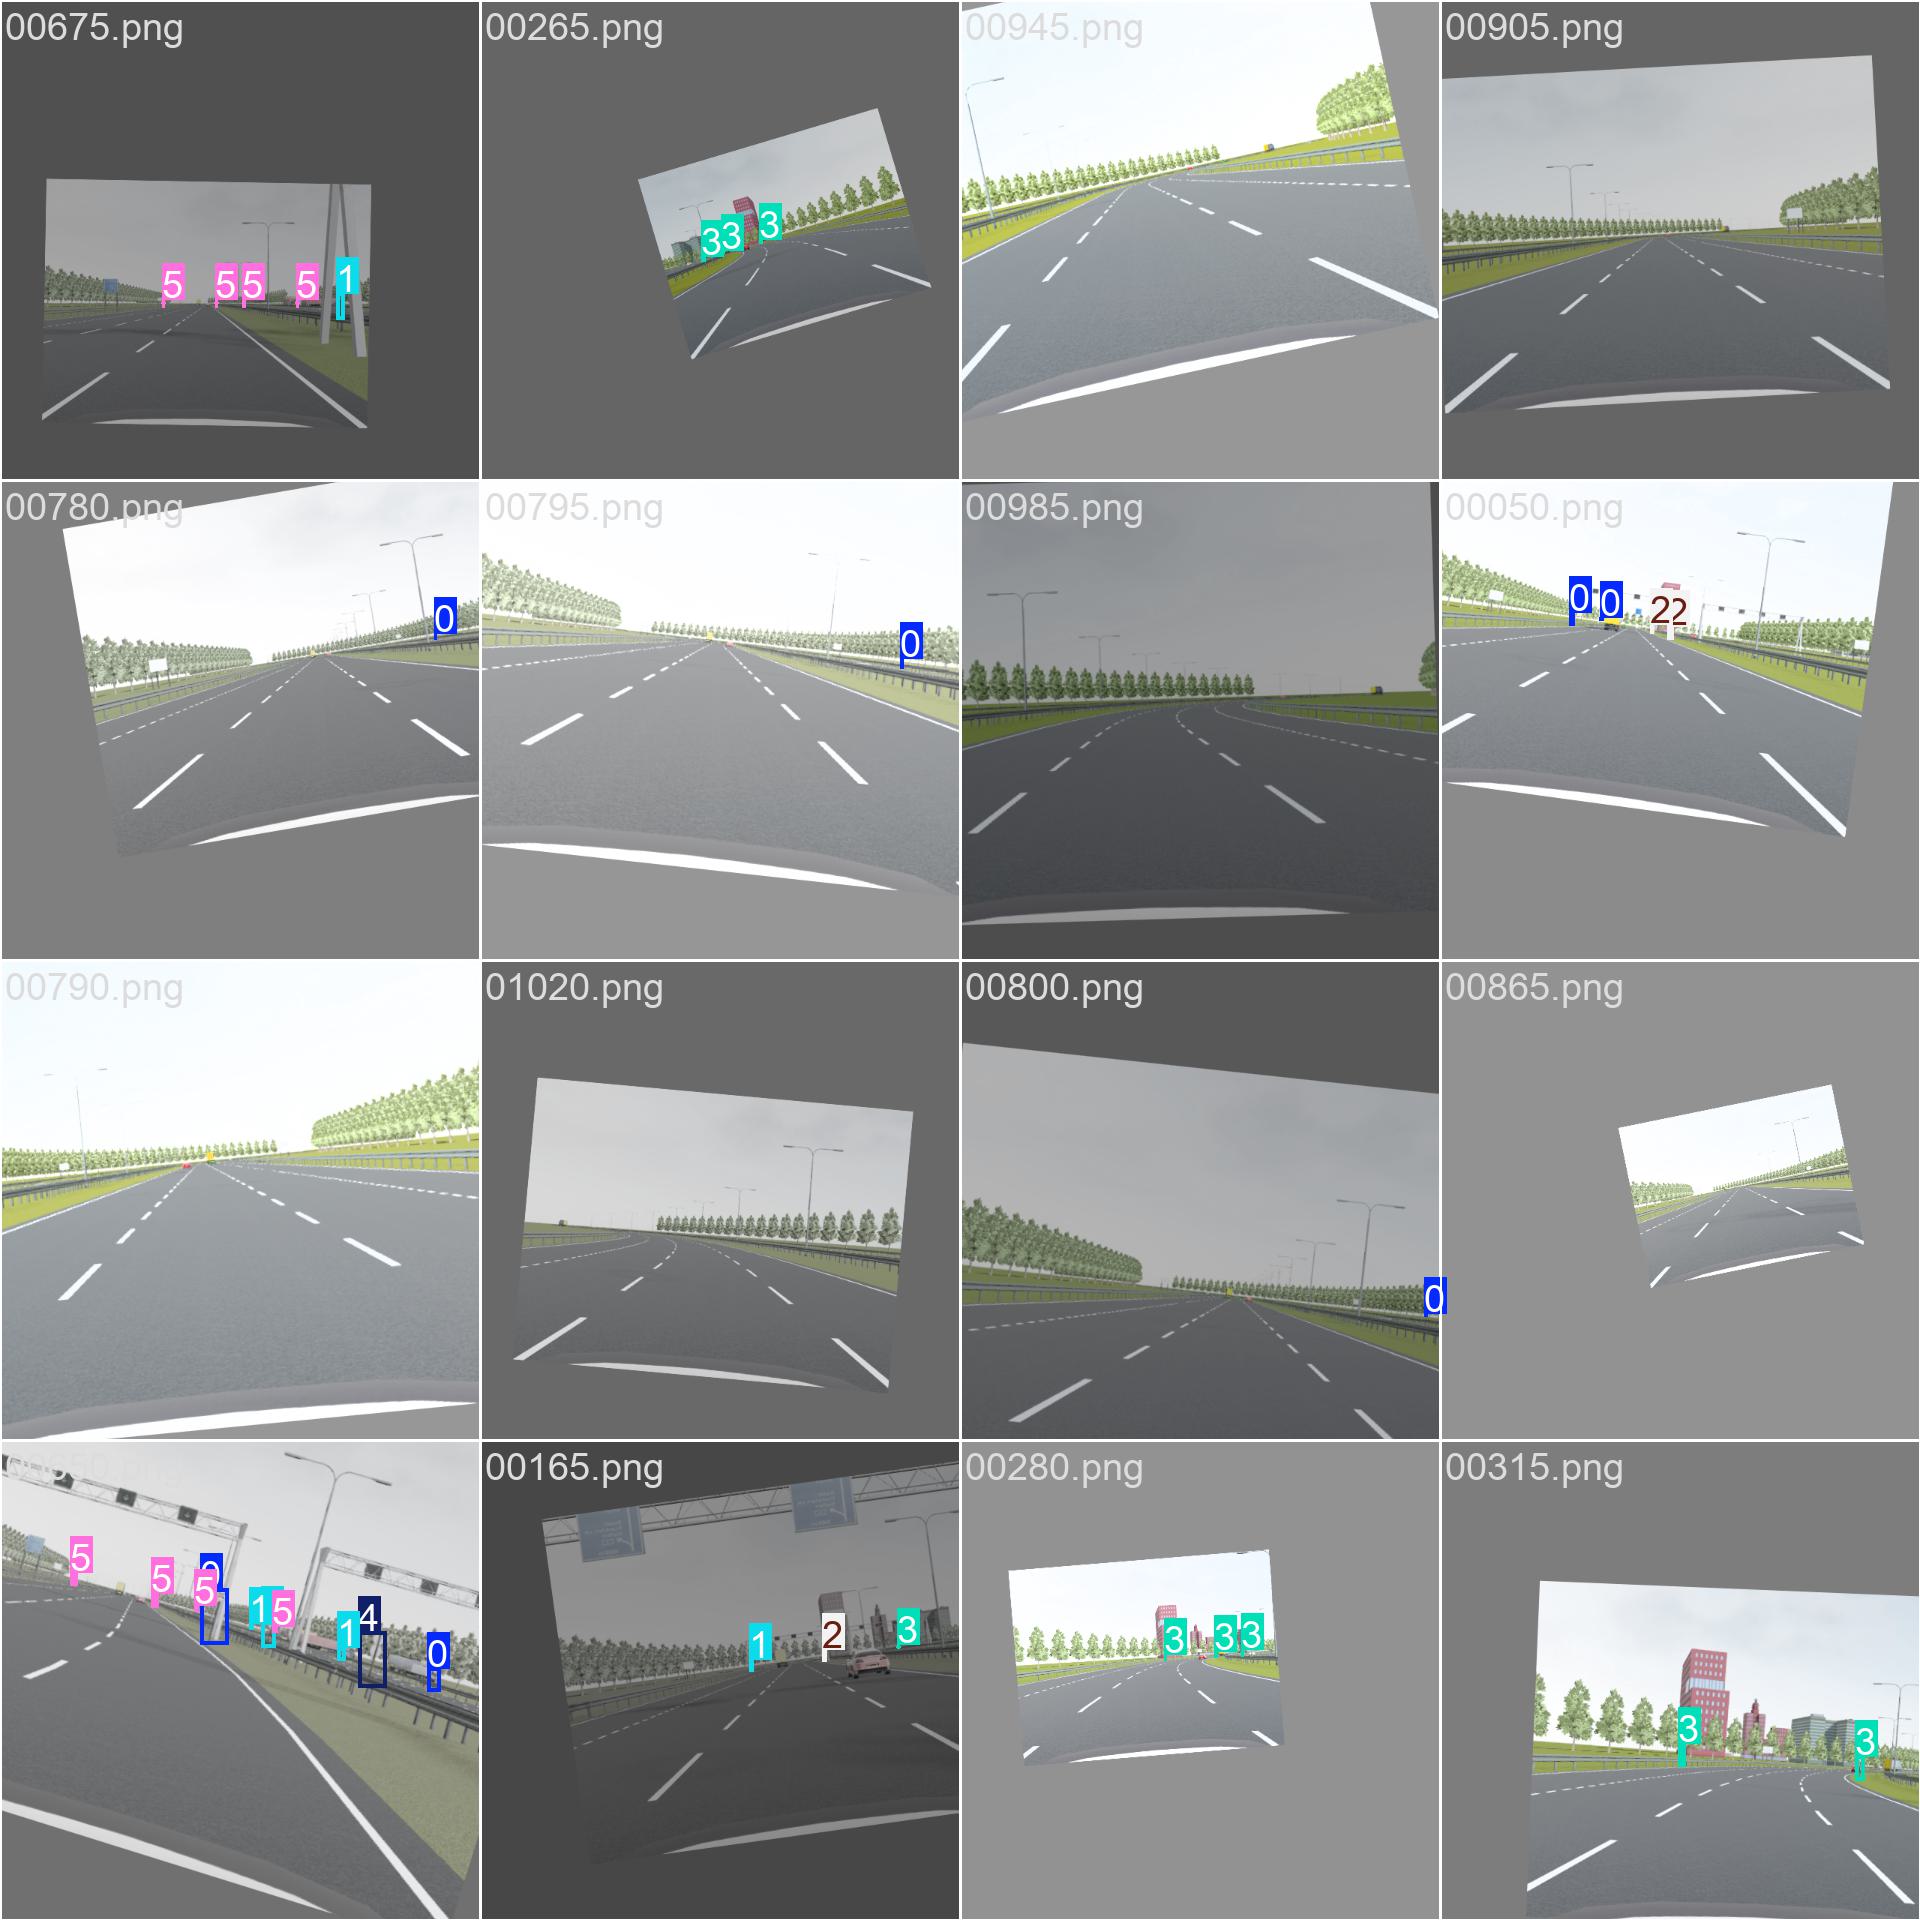 00675.png
00265.png
00945.png
00905.png
5 5 5 5 1
3 3 3
00780.png
00795.png
00985.png
00050.png
0
0
0 0 2 2
00790.png
01020.png
00800.png
00865.png
0
00165.png
00280.png
00315.png
5 5 5 0 1 5 1 4 0
1 2 3
3 3 3
3 3